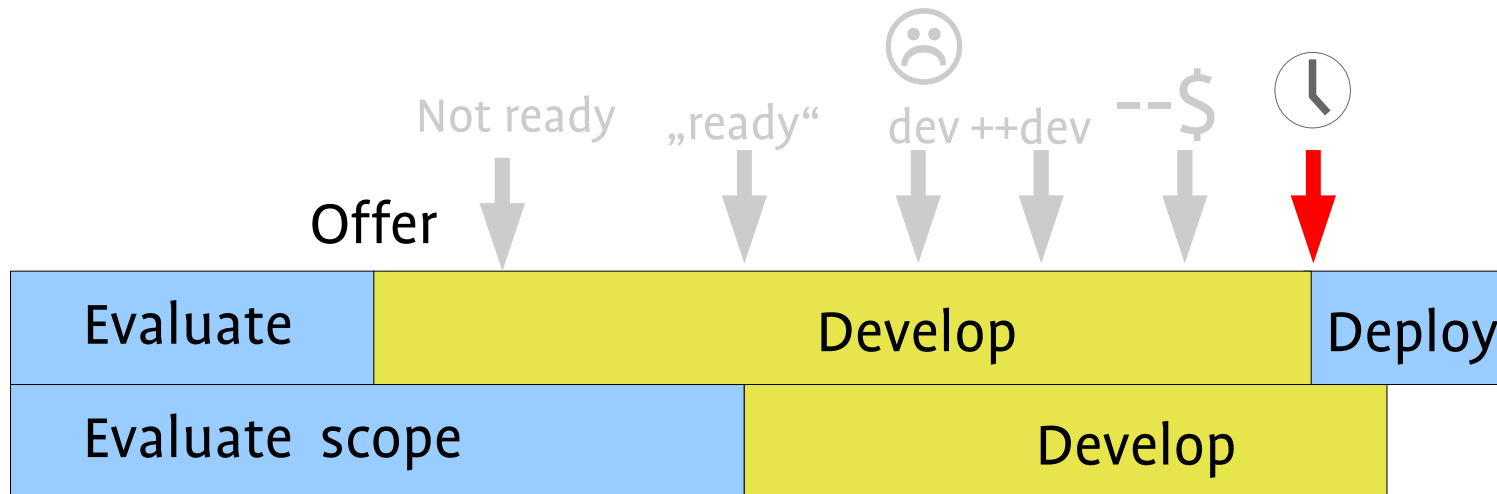 Not ready
„ready“
dev ++dev
--$
Offer
Evaluate
Develop
Deploy
Evaluate scope
Develop